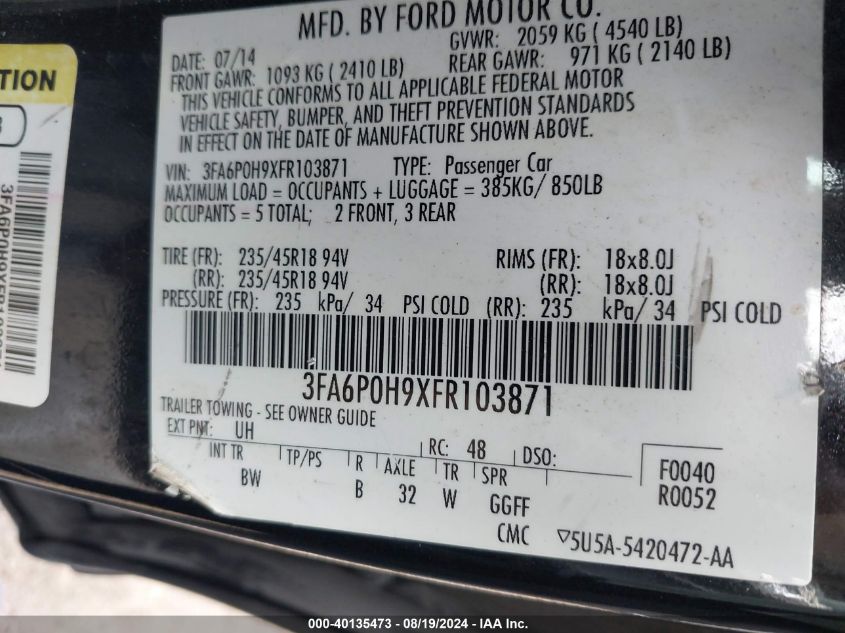 MFD. BY FORD MOTOR CO.
DATE: 07/14 GVWR: 2059 KG ( 4540 LB)
FRONT GAWR: 1093 KG ( 2410 LB) REAR GAWR: 971 KG ( 2140 LB)
THIS VEHICLE CONFORMS TO ALL APPLICABLE FEDERAL MOTOR
VEHICLE SAFETY, BUMPER, AND THEFT PREVENTION STANDARDS
IN EFFECT ON THE DATE OF MANUFACTURE SHOWN ABOVE.
VIN: 3FA6P0H9XFR103871 TYPE: Passenger Car
MAXIMUM LOAD = OCCUPANTS + LUGGAGE = 385KG/ 850LB
OCCUPANTS = 5 TOTAL; 2 FRONT, 3 REAR
TIRE (FR): 235/45R18 94V RIMS (FR): 18x8.0J
(RR): 235/45R18 94V (RR): 18x8.0J
PRESSURE (FR): 235 kPa/ 34 PSI COLD (RR): 235 kPa/ 34 PSI COLD
3FA6P0H9XFR103871
TRAILER TOWING - SEE OWNER GUIDE
EXT PNT: UH RC: 48 DSO:
INT TR TP/PS R AXLE TR SPR F0040
BW B 32 W GGFF R0052
CMC ▽5U5A-5420472-AA
TION
3FA6P0H9XFR103871
000 - 40135473 - 08/19/2024 - IAA Inc.